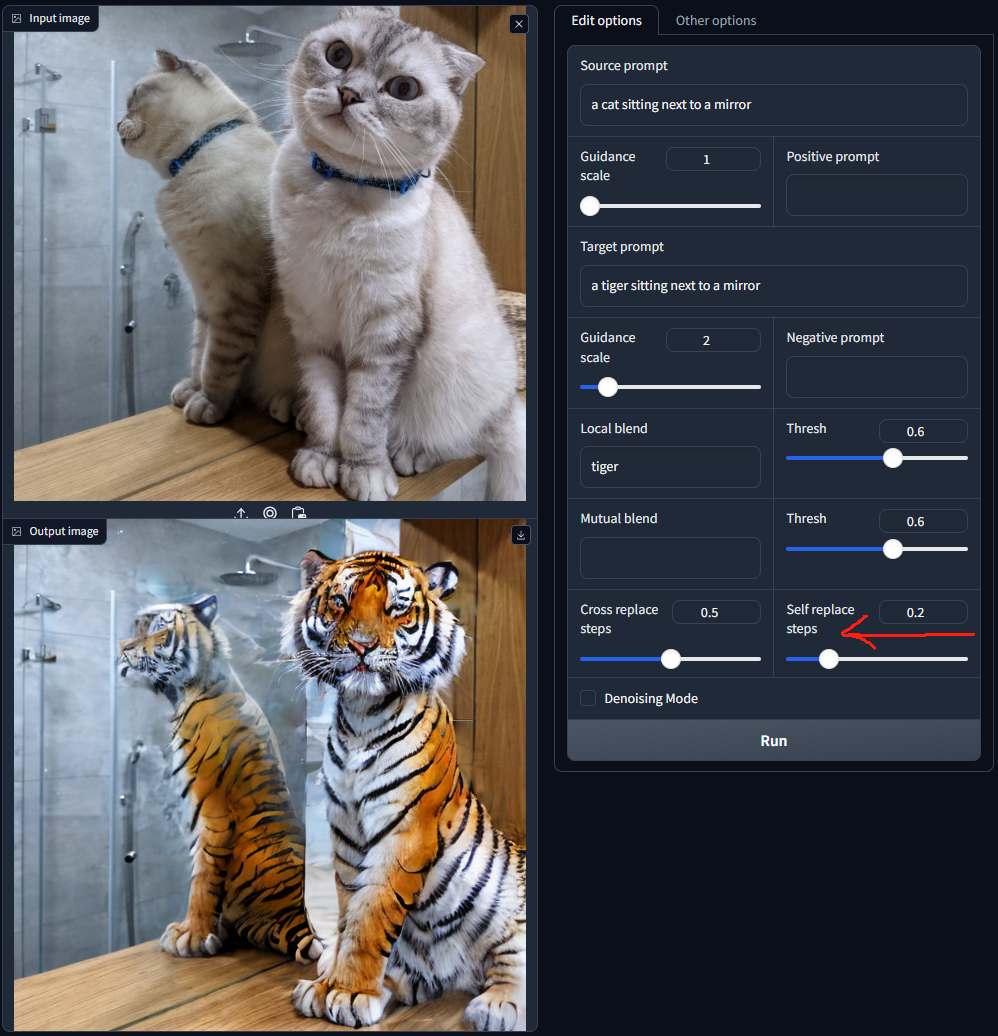 Input image
Output image
Edit options
Other options
Source prompt
a cat sitting next to a mirror
Guidance
scale
1
Positive prompt
Target prompt
a tiger sitting next to a mirror
Guidance
scale
2
Negative prompt
Local blend
tiger
Thresh
0.6
Mutual blend
Thresh
0.6
Cross replace
steps
0.5
Self replace
steps
0.2
Denoising Mode
Run